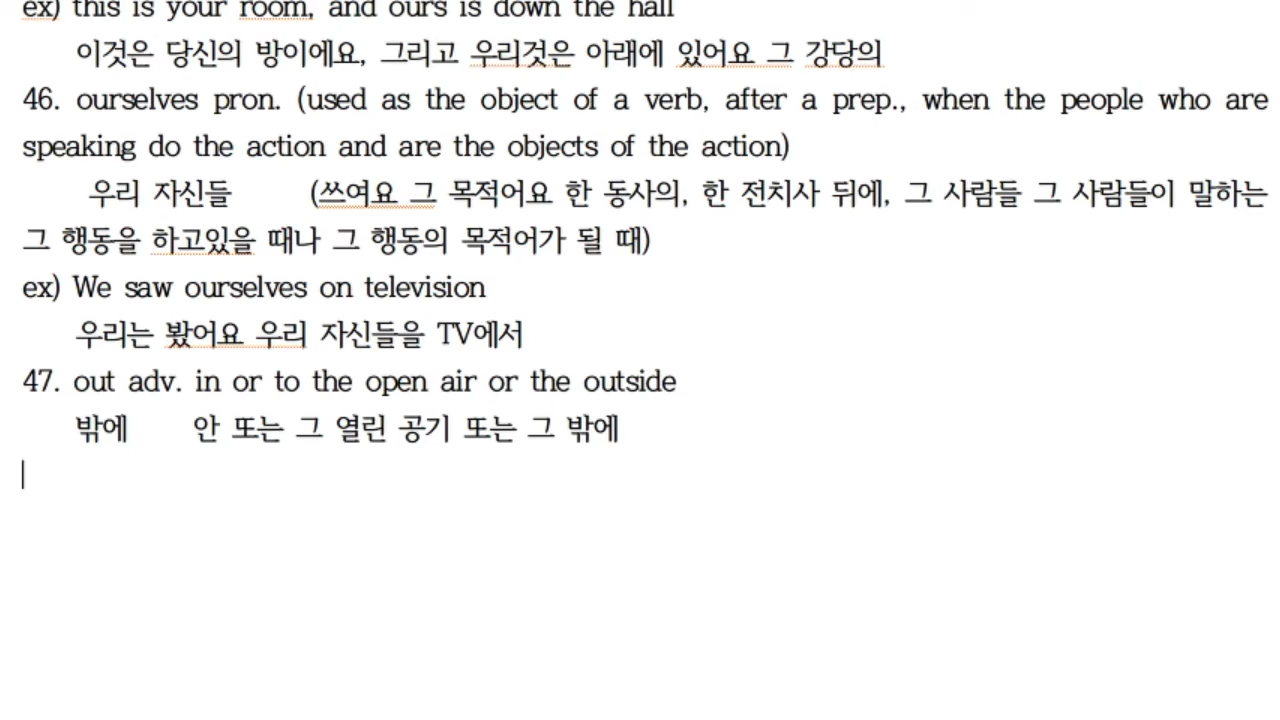 ex) this is your room, and ours is down the hall
이것은 당신의 방이에요, 그리고 우리것은 아래에 있어요 그 강당의
46. ourselves pron. (used as the object of a verb, after a prep., when the people who are
speaking do the action and are the objects of the action)
우리 자신들 (쓰여요 그 목적어요 한 동사의, 한 전치사 뒤에, 그 사람들 그 사람들이 말하는
그 행동을 하고있을 때나 그 행동의 목적어가 될 때)
ex) We saw ourselves on television
우리는 봤어요 우리 자신들을 TV에서
47. out adv. in or to the open air or the outside
밖에 안 또는 그 열린 공기 또는 그 밖에